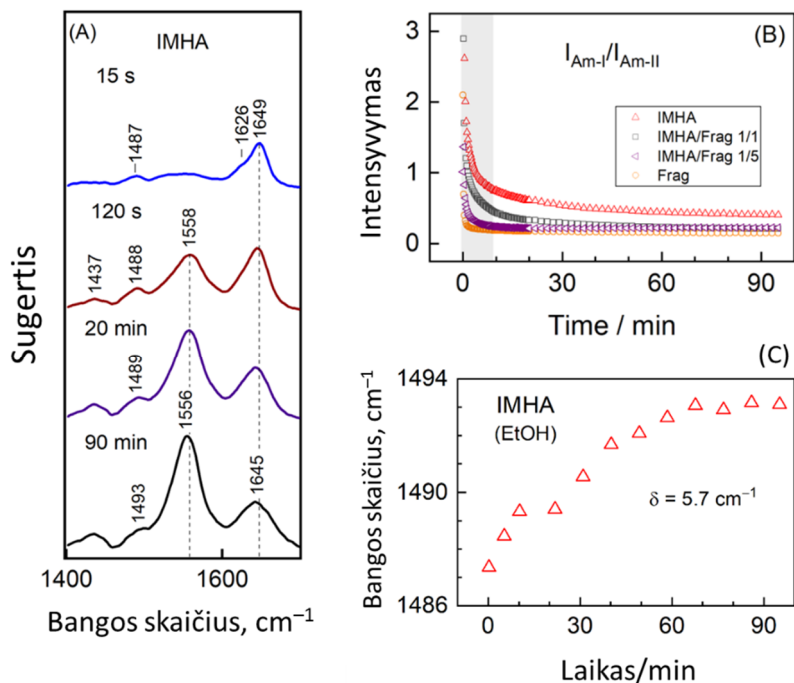 (A)
IMHA
15 s
1487
1626
1649
120 s
1437
1488
1558
20 min
1489
1556
90 min
1493
1645
Sugertis
1400
1600
Bangos skaičius, cm⁻¹
(B)
I_Am-I/I_Am-II
IMHA
IMHA/Frag 1/1
IMHA/Frag 1/5
Frag
Intensyvymas
3
2
1
0
0
30
60
90
Time / min
(C)
IMHA
(EtOH)
δ = 5.7 cm⁻¹
Bangos skaičius, cm⁻¹
1494
1490
1486
0
30
60
90
Laikas/min